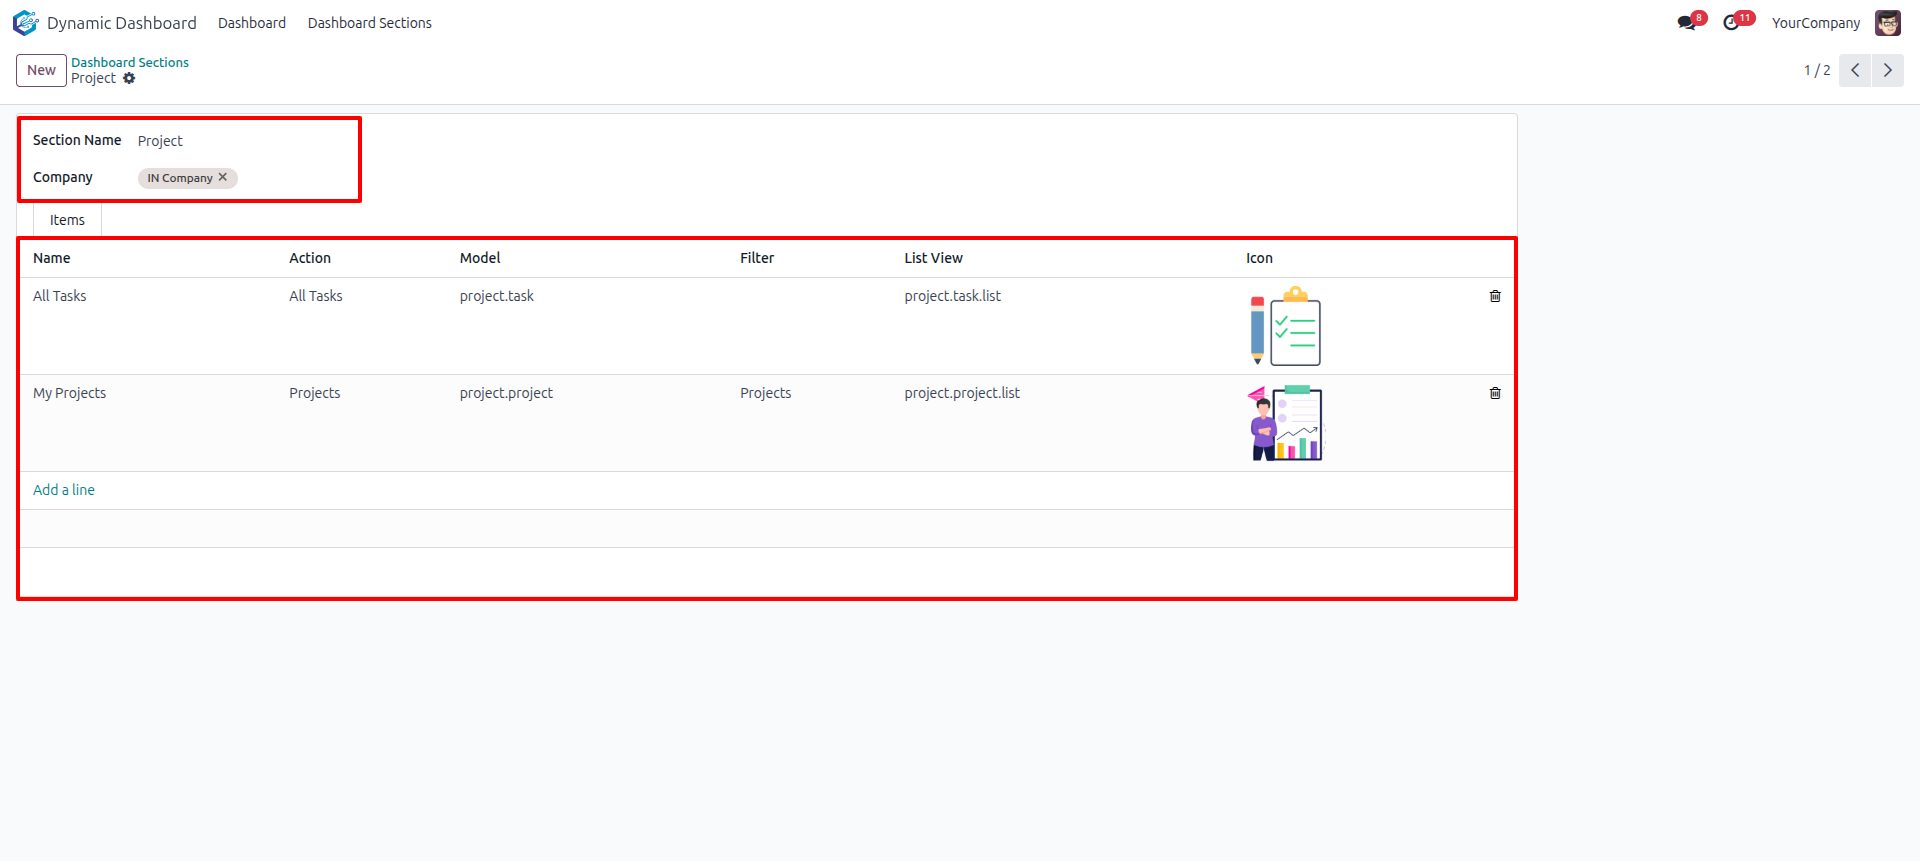 Dynamic Dashboard Dashboard Dashboard Sections 8 11 YourCompany
New Dashboard Sections
Project 1 / 2
Section Name Project
Company IN Company ✕
Items
Name Action Model Filter List View Icon
All Tasks All Tasks project.task project.task.list
My Projects Projects project.project Projects project.project.list
Add a line